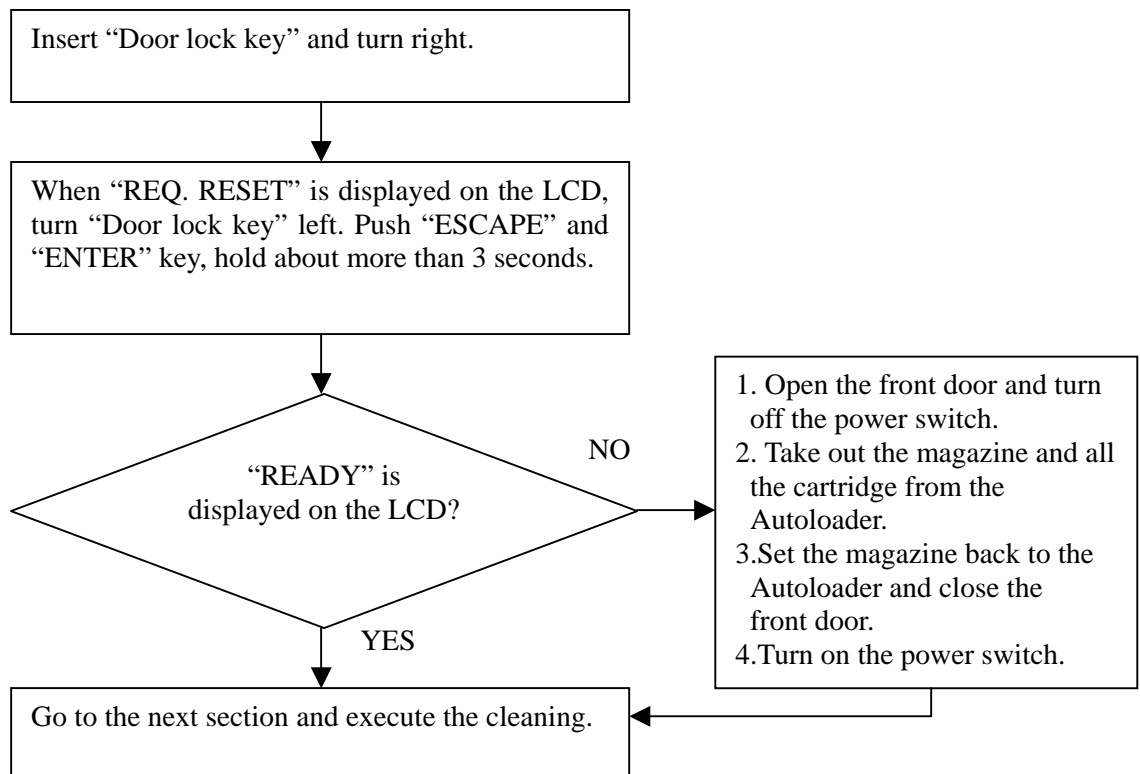 Insert “Door lock key” and turn right.
When “REQ. RESET” is displayed on the LCD,
turn “Door lock key” left. Push “ESCAPE” and
“ENTER” key, hold about more than 3 seconds.
“READY” is
displayed on the LCD?
NO
1. Open the front door and turn
off the power switch.
2. Take out the magazine and all
the cartridge from the
Autoloader.
3.Set the magazine back to the
Autoloader and close the
front door.
4.Turn on the power switch.
YES
Go to the next section and execute the cleaning.